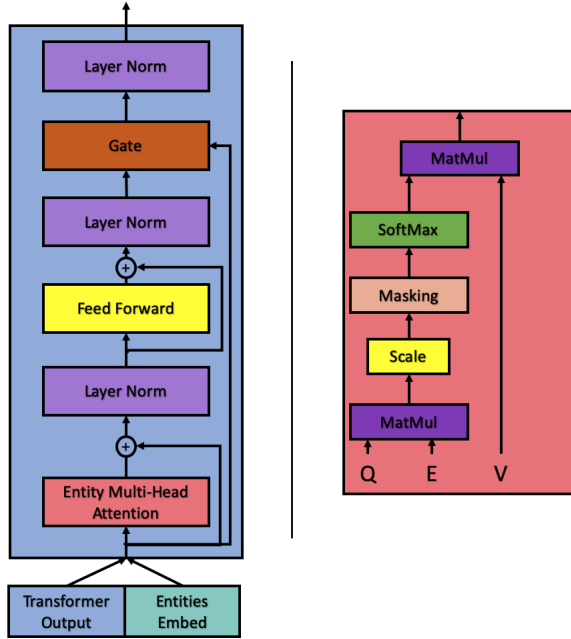 Layer Norm
Gate
Layer Norm
+
Feed Forward
Layer Norm
+
Entity Multi-Head
Attention
Transformer
Output
Entities
Embed
MatMul
SoftMax
Masking
Scale
MatMul
Q E V